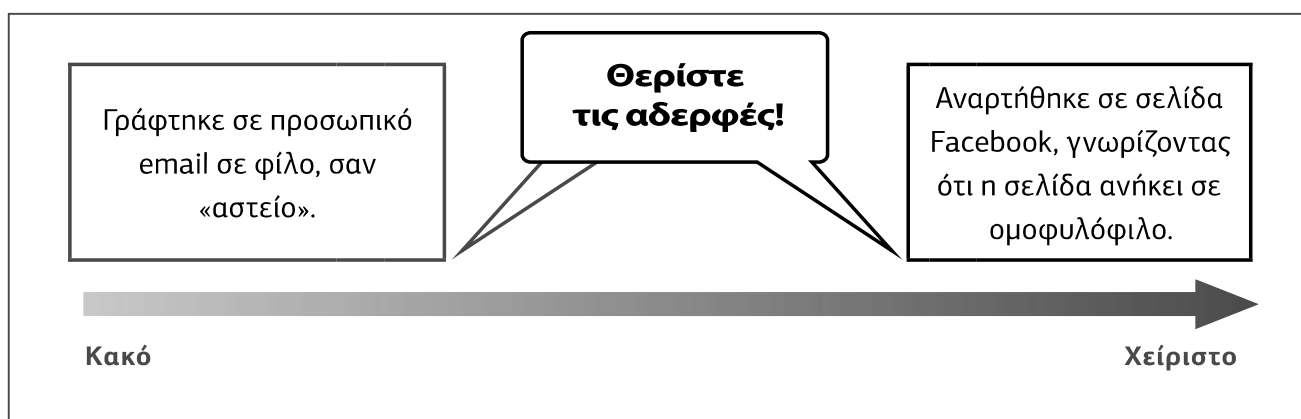 Γράφτηκε σε προσωπικό
email σε φίλο, σαν
«αστείο».
Θερίστε
τις αδερφές!
Αναρτήθηκε σε σελίδα
Facebook, γνωρίζοντας
ότι η σελίδα ανήκει σε
ομοφυλόφιλο.
Κακό
Χείριστο